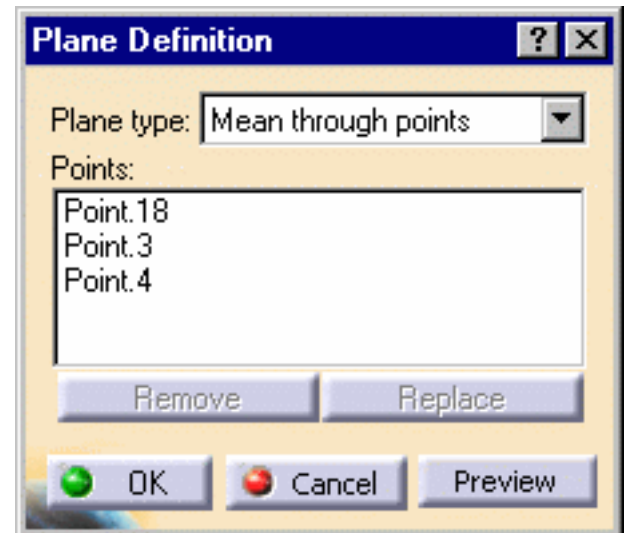 Plane Definition ? X
Plane type: Mean through points
Points:
Point.18
Point.3
Point.4
Remove Replace
OK Cancel Preview